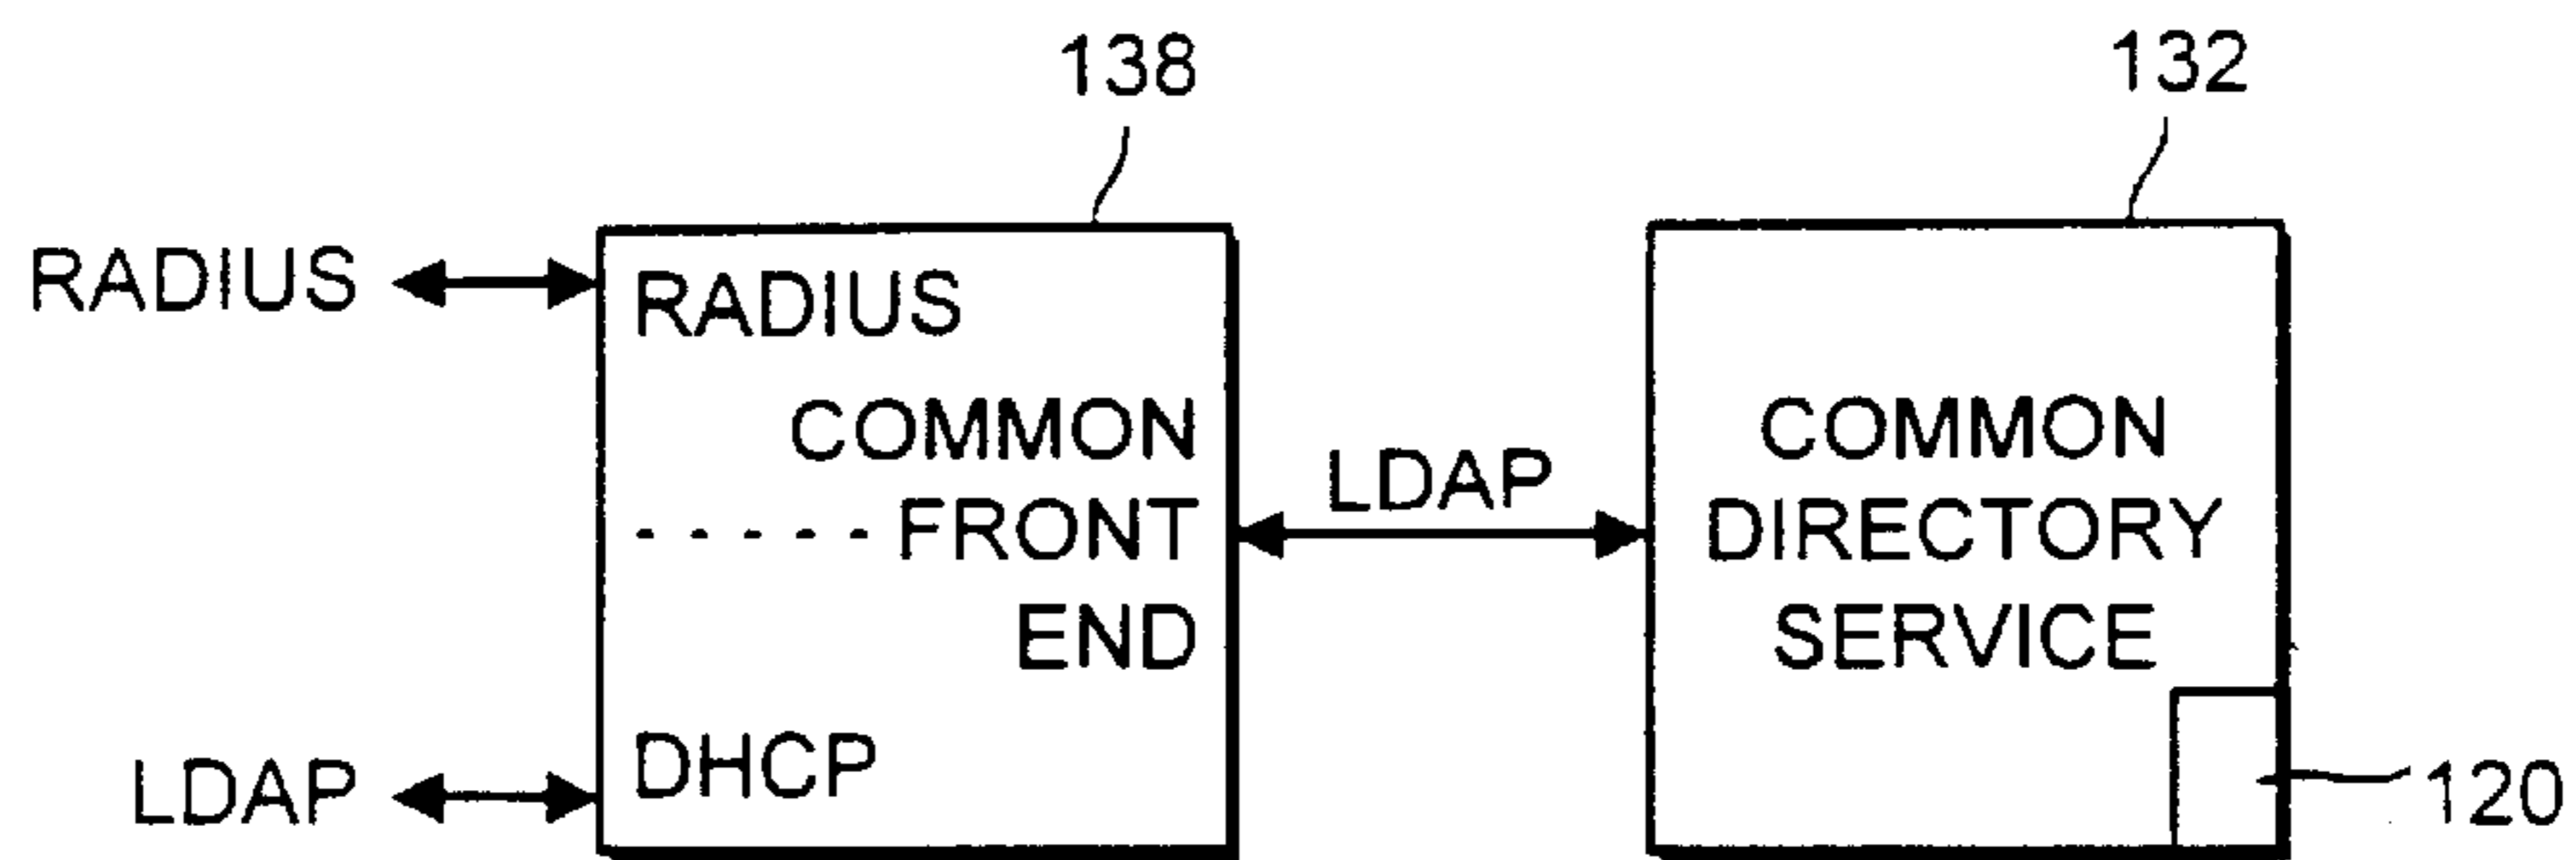 138
132
RADIUS
RADIUS
COMMON
FRONT
END
LDAP
DHCP
LDAP
COMMON
DIRECTORY
SERVICE
120